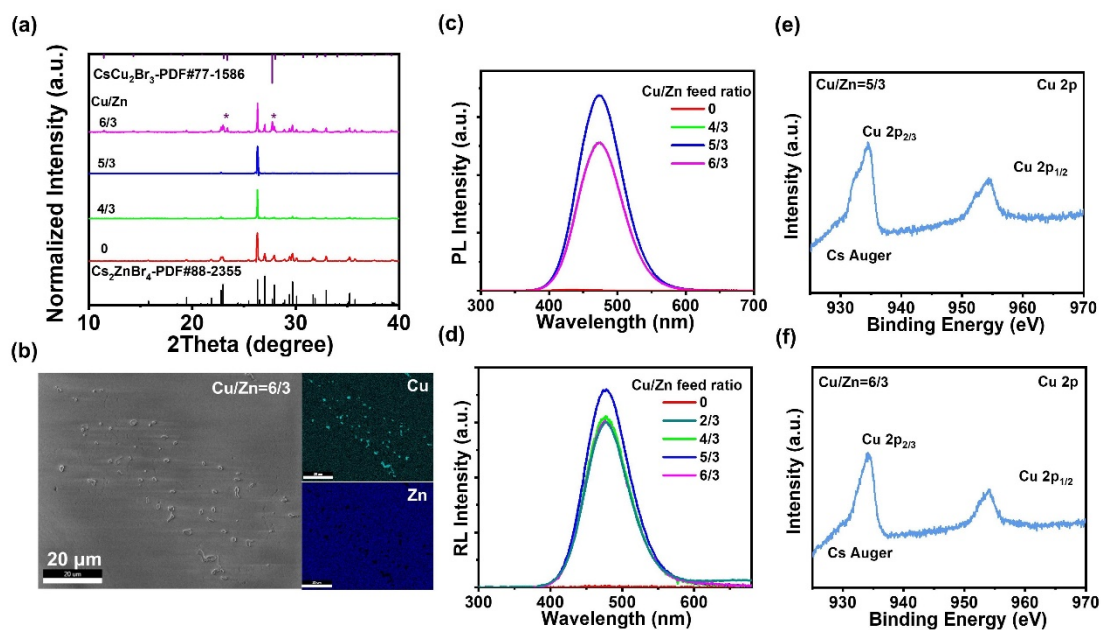 (a)
Normalized Intensity (a.u.)
CsCu₂Br₃-PDF#77-1586
Cu/Zn
6/3
*
*
5/3
4/3
0
Cs₂ZnBr₄-PDF#88-2355
10 20 30 40
2Theta (degree)
(b)
Cu/Zn=6/3
20 μm
20 μm
Cu
Zn
(c)
PL Intensity (a.u.)
Cu/Zn feed ratio
0
4/3
5/3
6/3
300 400 500 600 700
Wavelength (nm)
(d)
RL Intensity (a.u.)
Cu/Zn feed ratio
0
2/3
4/3
5/3
6/3
300 400 500 600
Wavelength (nm)
(e)
Intensity (a.u.)
Cu/Zn=5/3 Cu 2p
Cu 2p₂/₃
Cu 2p₁/₂
Cs Auger
930 940 950 960 970
Binding Energy (eV)
(f)
Intensity (a.u.)
Cu/Zn=6/3 Cu 2p
Cu 2p₂/₃
Cu 2p₁/₂
Cs Auger
930 940 950 960 970
Binding Energy (eV)